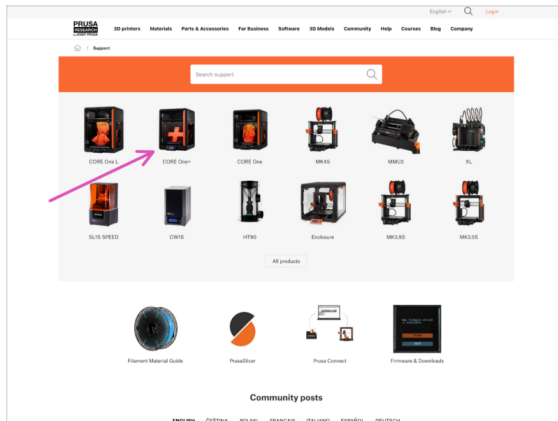 English
Login
PRUSA
RESEARCH
by JOSEF PRUSA
3D printers Materials Parts & Accessories For Business Software 3D Models Community Help Courses Blog Company
Support
Search support
CORE One L CORE One+ CORE One MK4S MMU3 XL
SL1S SPEED CW1S HT90 Enclosure MK3.9S MK3.5S
All products
Filament Material Guide PrusaSlicer Prusa Connect Firmware & Downloads
Community posts
ENGLISH ČEŠTINA POLSKI FRANÇAIS ITALIANO ESPAÑOL DEUTSCH